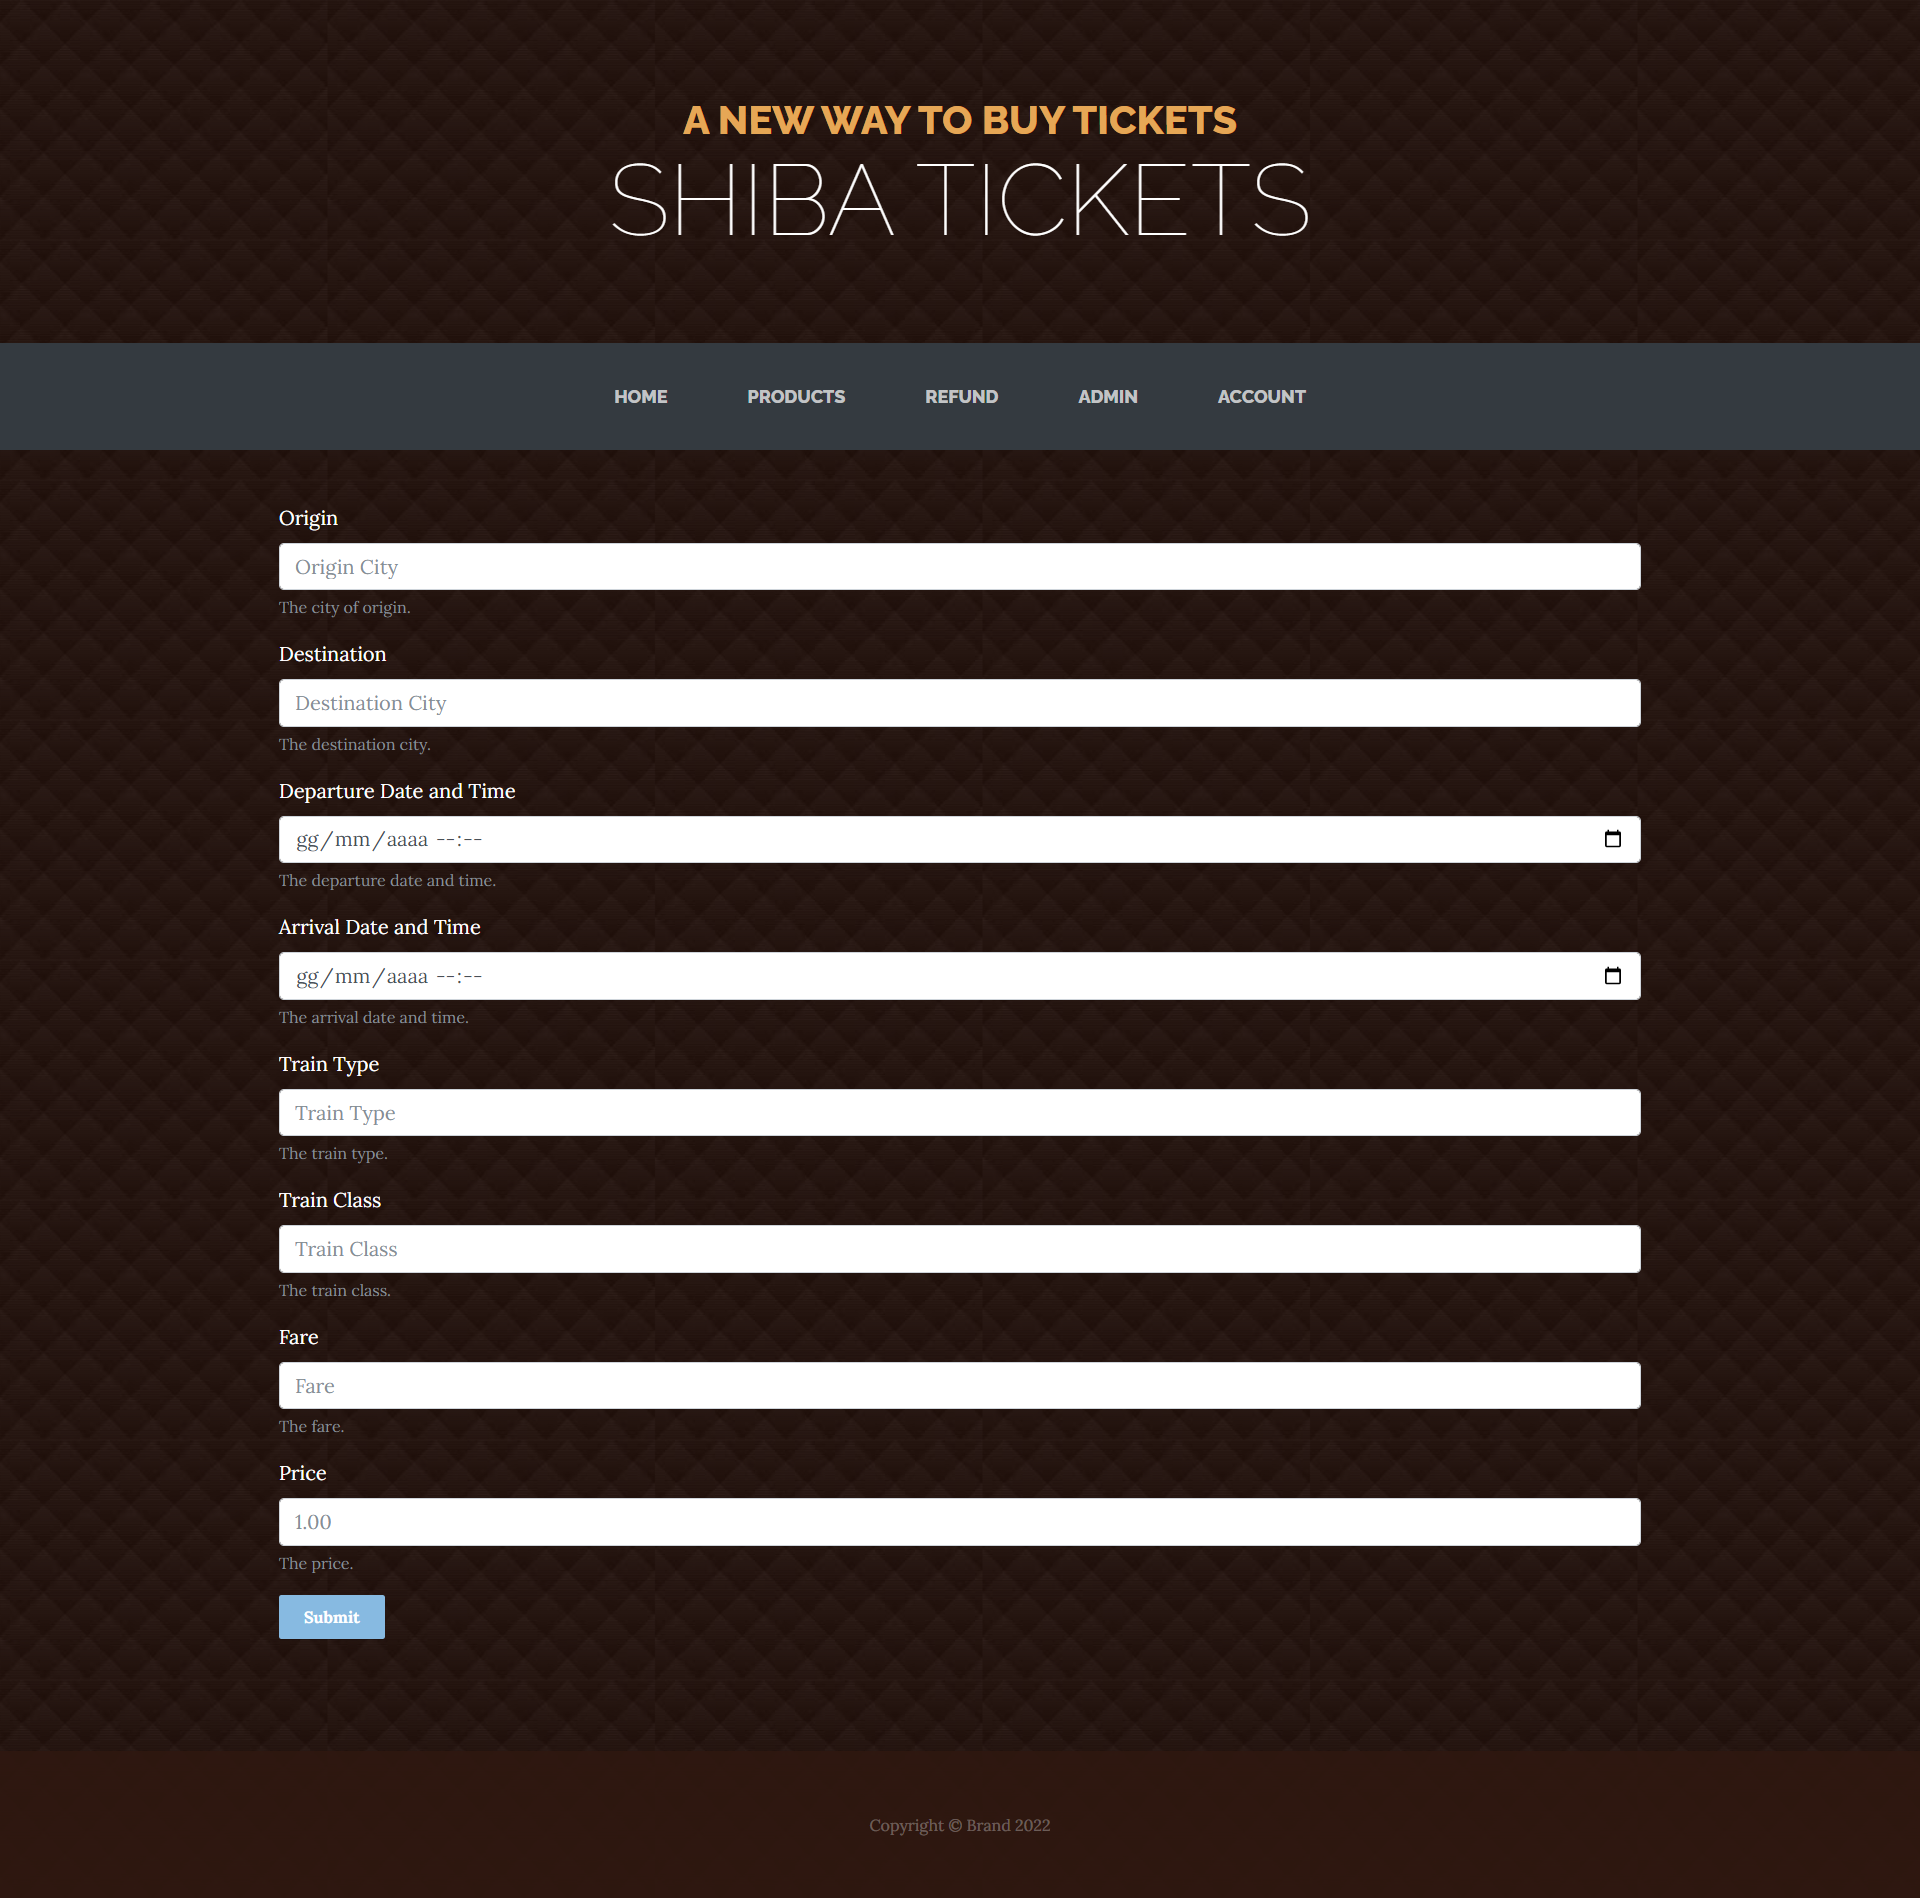 A NEW WAY TO BUY TICKETS
SHIBA TICKETS
HOME PRODUCTS REFUND ADMIN ACCOUNT
Origin
Origin City
The city of origin.
Destination
Destination City
The destination city.
Departure Date and Time
gg/mm/aaaa --:--
The departure date and time.
Arrival Date and Time
gg/mm/aaaa --:--
The arrival date and time.
Train Type
Train Type
The train type.
Train Class
Train Class
The train class.
Fare
Fare
The fare.
Price
1.00
The price.
Submit
Copyright © Brand 2022